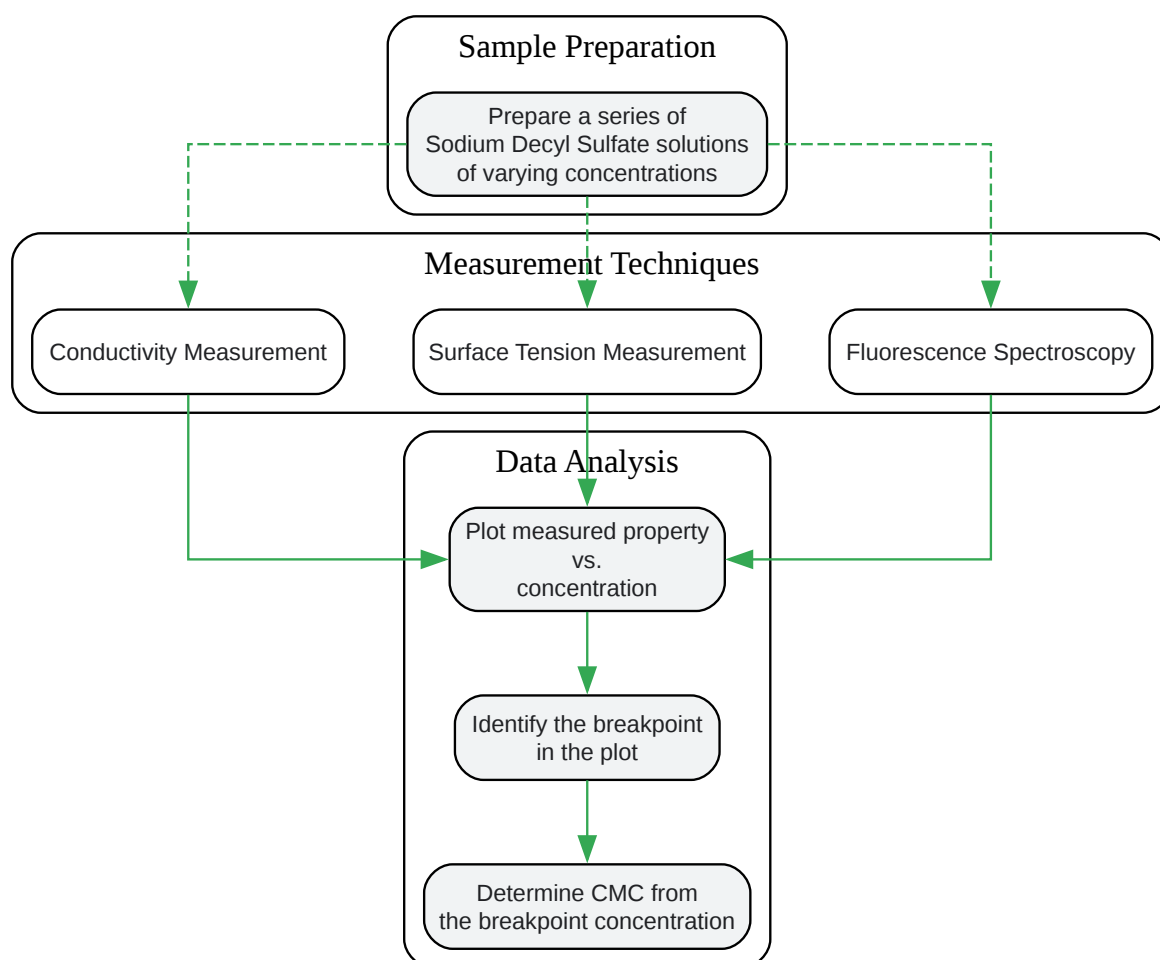 Sample Preparation
Prepare a series of
Sodium Decyl Sulfate solutions
of varying concentrations
Measurement Techniques
Conductivity Measurement
Surface Tension Measurement
Fluorescence Spectroscopy
Data Analysis
Plot measured property
vs.
concentration
Identify the breakpoint
in the plot
Determine CMC from
the breakpoint concentration